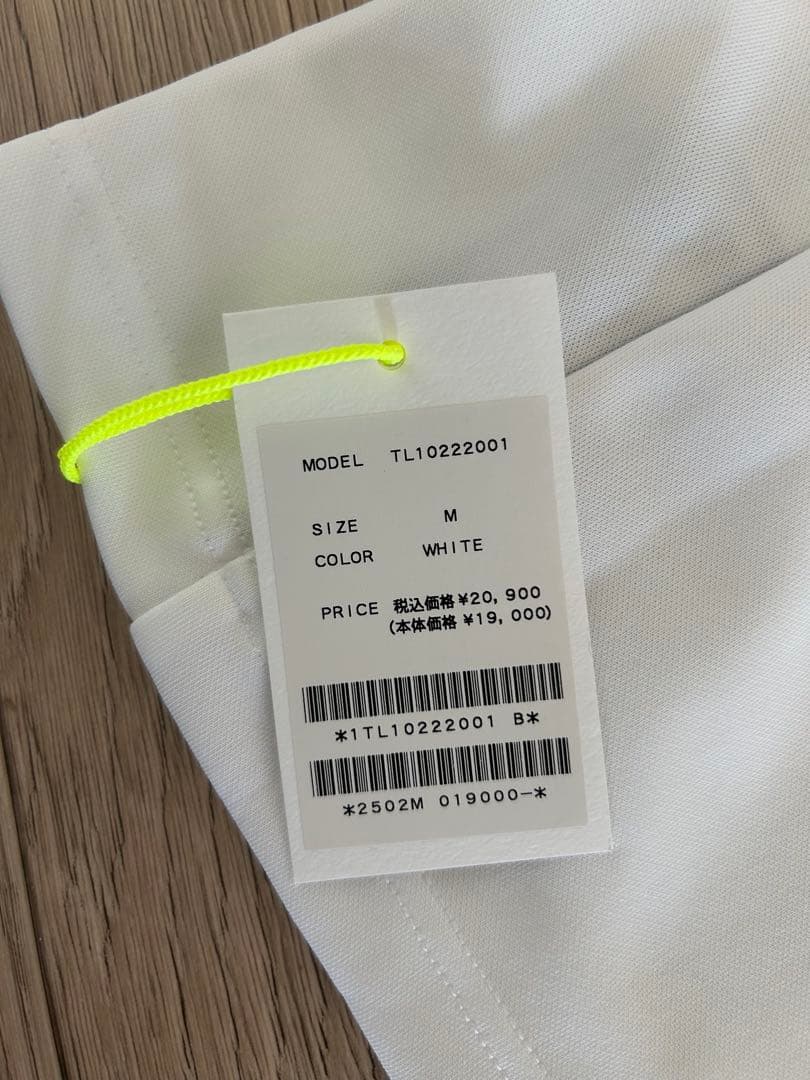 MODEL TL10222001
SIZE M
COLOR WHITE
PRICE 税込価格 ¥20,900
(本体価格 ¥19,000)
*1TL10222001 B*
*2502M 019000-*